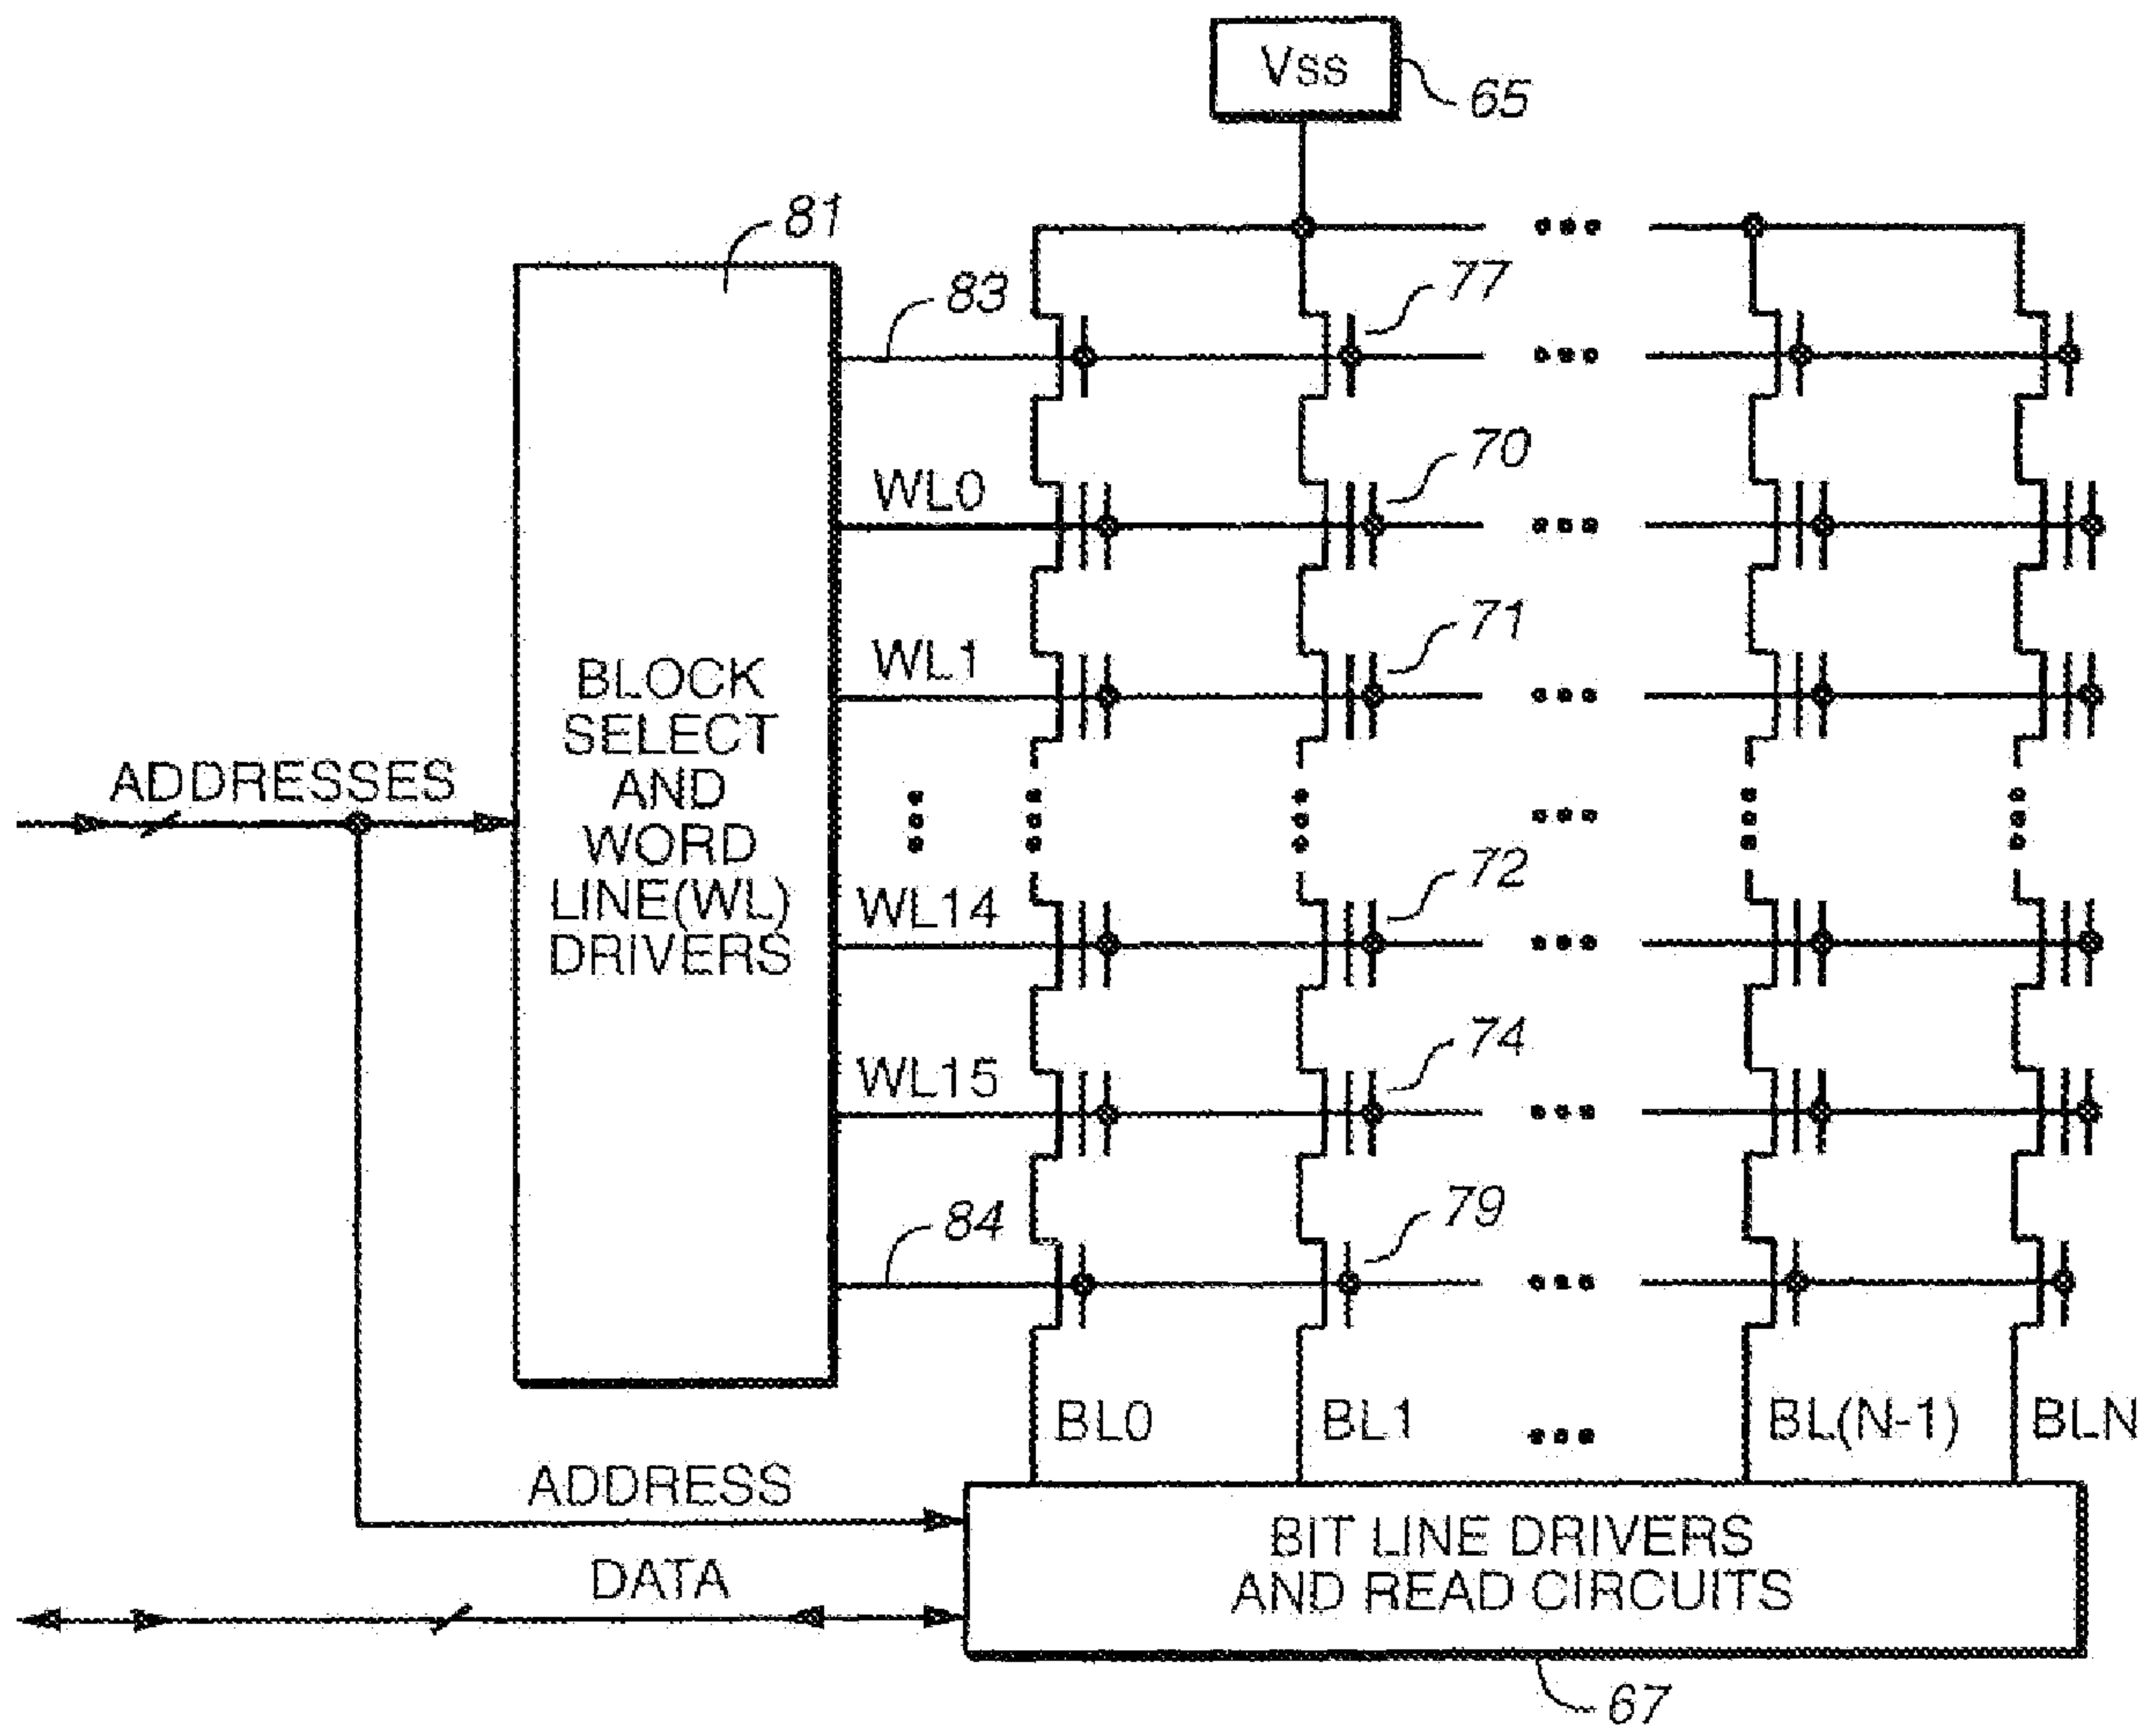 Vss
65
81
83
77
WL0
70
WL1
71
BLOCK
SELECT
AND
WORD
LINE(WL)
DRIVERS
ADDRESSES
WL14
72
WL15
74
84
79
BL0
BL1
BL(N-1)
BLN
ADDRESS
DATA
BIT LINE DRIVERS
AND READ CIRCUITS
67